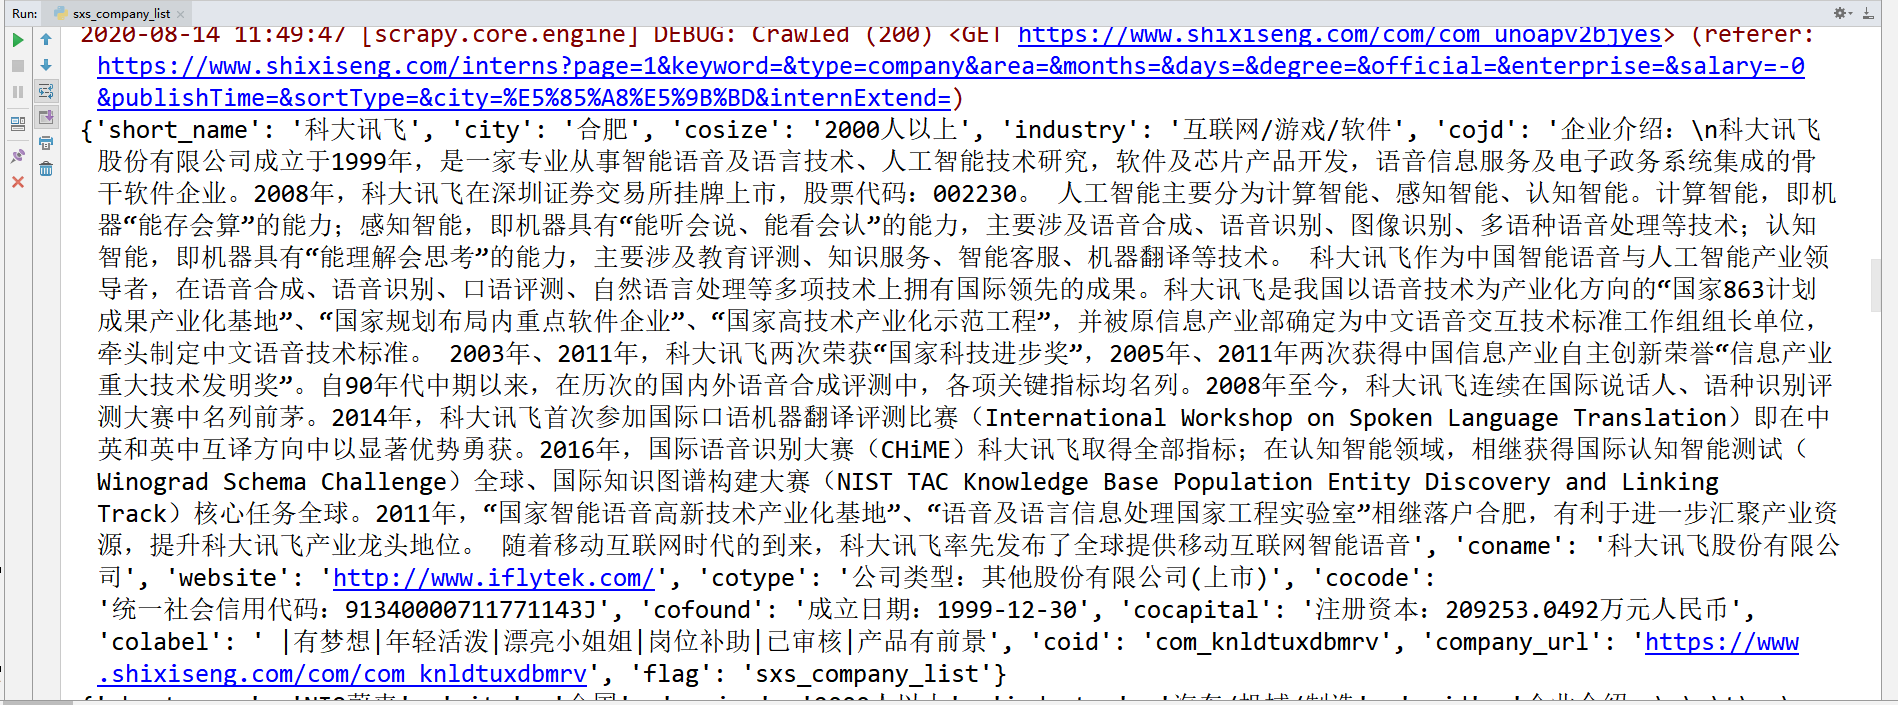 Run: sxs_company_list
2020-08-14 11:49:47 [scrapy.core.engine] DEBUG: Crawled (200) <GET https://www.shixiseng.com/com/com_unoapv2bjyes> (referer:
https://www.shixiseng.com/interns?page=1&keyword=&type=company&area=&months=&days=&degree=&official=&enterprise=&salary=-0
&publishTime=&sortType=&city=%E5%85%A8%E5%9B%BD&internExtend=)
{'short_name': '科大讯飞', 'city': '合肥', 'cosize': '2000人以上', 'industry': '互联网/游戏/软件', 'cojd': '企业介绍：\n科大讯飞
股份有限公司成立于1999年，是一家专业从事智能语音及语言技术、人工智能技术研究，软件及芯片产品开发，语音信息服务及电子政务系统集成的骨
干软件企业。2008年，科大讯飞在深圳证券交易所挂牌上市，股票代码：002230。 人工智能主要分为计算智能、感知智能、认知智能。计算智能，即机
器“能存会算”的能力；感知智能，即机器具有“能听会说、能看会认”的能力，主要涉及语音合成、语音识别、图像识别、多语种语音处理等技术；认知
智能，即机器具有“能理解会思考”的能力，主要涉及教育评测、知识服务、智能客服、机器翻译等技术。 科大讯飞作为中国智能语音与人工智能产业领
导者，在语音合成、语音识别、口语评测、自然语言处理等多项技术上拥有国际领先的成果。科大讯飞是我国以语音技术为产业化方向的“国家863计划
成果产业化基地”、“国家规划布局内重点软件企业”、“国家高技术产业化示范工程”，并被原信息产业部确定为中文语音交互技术标准工作组组长单位，
牵头制定中文语音技术标准。 2003年、2011年，科大讯飞两次荣获“国家科技进步奖”，2005年、2011年两次获得中国信息产业自主创新荣誉“信息产业
重大技术发明奖”。自90年代中期以来，在历次的国内外语音合成评测中，各项关键指标均名列。2008年至今，科大讯飞连续在国际说话人、语种识别评
测大赛中名列前茅。2014年，科大讯飞首次参加国际口语机器翻译评测比赛（International Workshop on Spoken Language Translation）即在中
英和英中互译方向中以显著优势勇获。2016年，国际语音识别大赛（CHiME）科大讯飞取得全部指标；在认知智能领域，相继获得国际认知智能测试（
Winograd Schema Challenge）全球、国际知识图谱构建大赛（NIST TAC Knowledge Base Population Entity Discovery and Linking
Track）核心任务全球。2011年，“国家智能语音高新技术产业化基地”、“语音及语言信息处理国家工程实验室”相继落户合肥，有利于进一步汇聚产业资
源，提升科大讯飞产业龙头地位。 随着移动互联网时代的到来，科大讯飞率先发布了全球提供移动互联网智能语音', 'coname': '科大讯飞股份有限公
司', 'website': 'http://www.iflytek.com/', 'cotype': '公司类型：其他股份有限公司(上市)', 'cocode':
'统一社会信用代码：91340000711771143J', 'cofound': '成立日期：1999-12-30', 'cocapital': '注册资本：209253.0492万元人民币',
'colabel': ' |有梦想|年轻活泼|漂亮小姐姐|岗位补助|已审核|产品有前景', 'coid': 'com_knldtuxdbmrv', 'company_url': 'https://www
.shixiseng.com/com/com_knldtuxdbmrv', 'flag': 'sxs_company_list'}